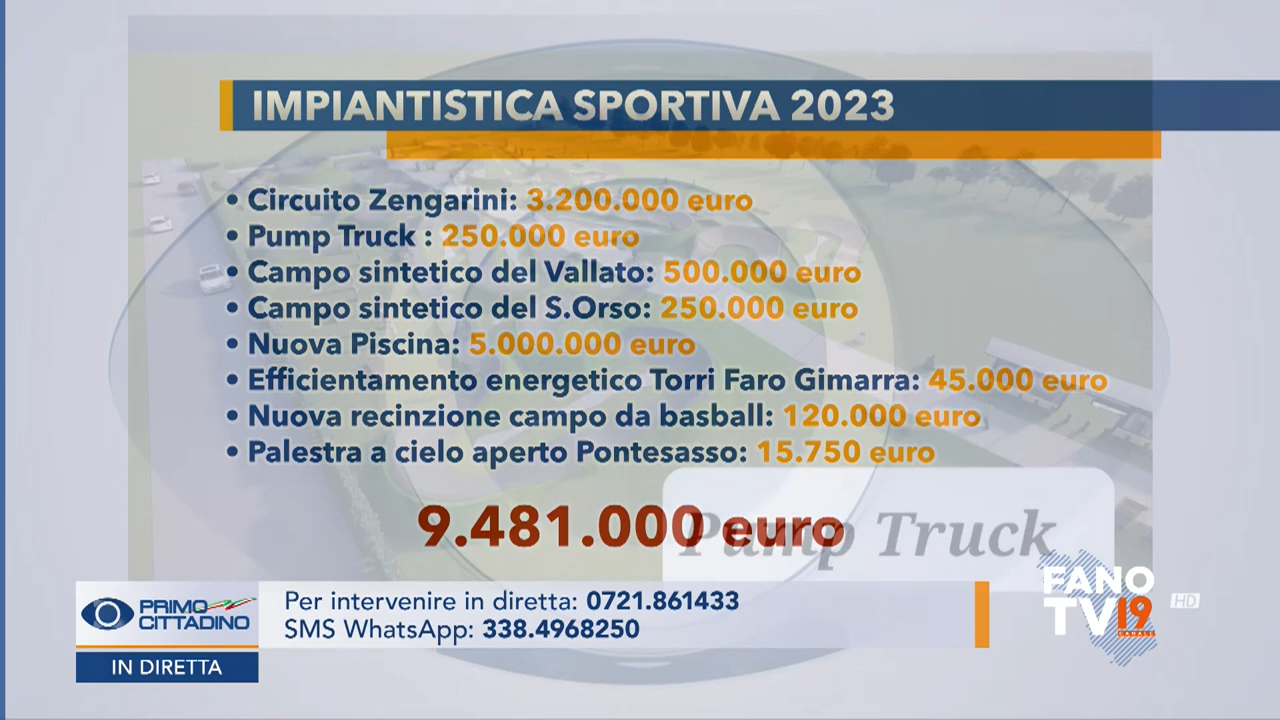 IMPIANTISTICA SPORTIVA 2023
• Circuito Zengarini: 3.200.000 euro
• Pump Truck : 250.000 euro
• Campo sintetico del Vallato: 500.000 euro
• Campo sintetico del S.Orso: 250.000 euro
• Nuova Piscina: 5.000.000 euro
• Efficientamento energetico Torri Faro Gimarra: 45.000 euro
• Nuova recinzione campo da basball: 120.000 euro
• Palestra a cielo aperto Pontesasso: 15.750 euro
9.481.000 euro
Pump Truck
PRIMO CITTADINO
IN DIRETTA
Per intervenire in diretta: 0721.861433
SMS WhatsApp: 338.4968250
FANO
TV 19
CANALE
HD